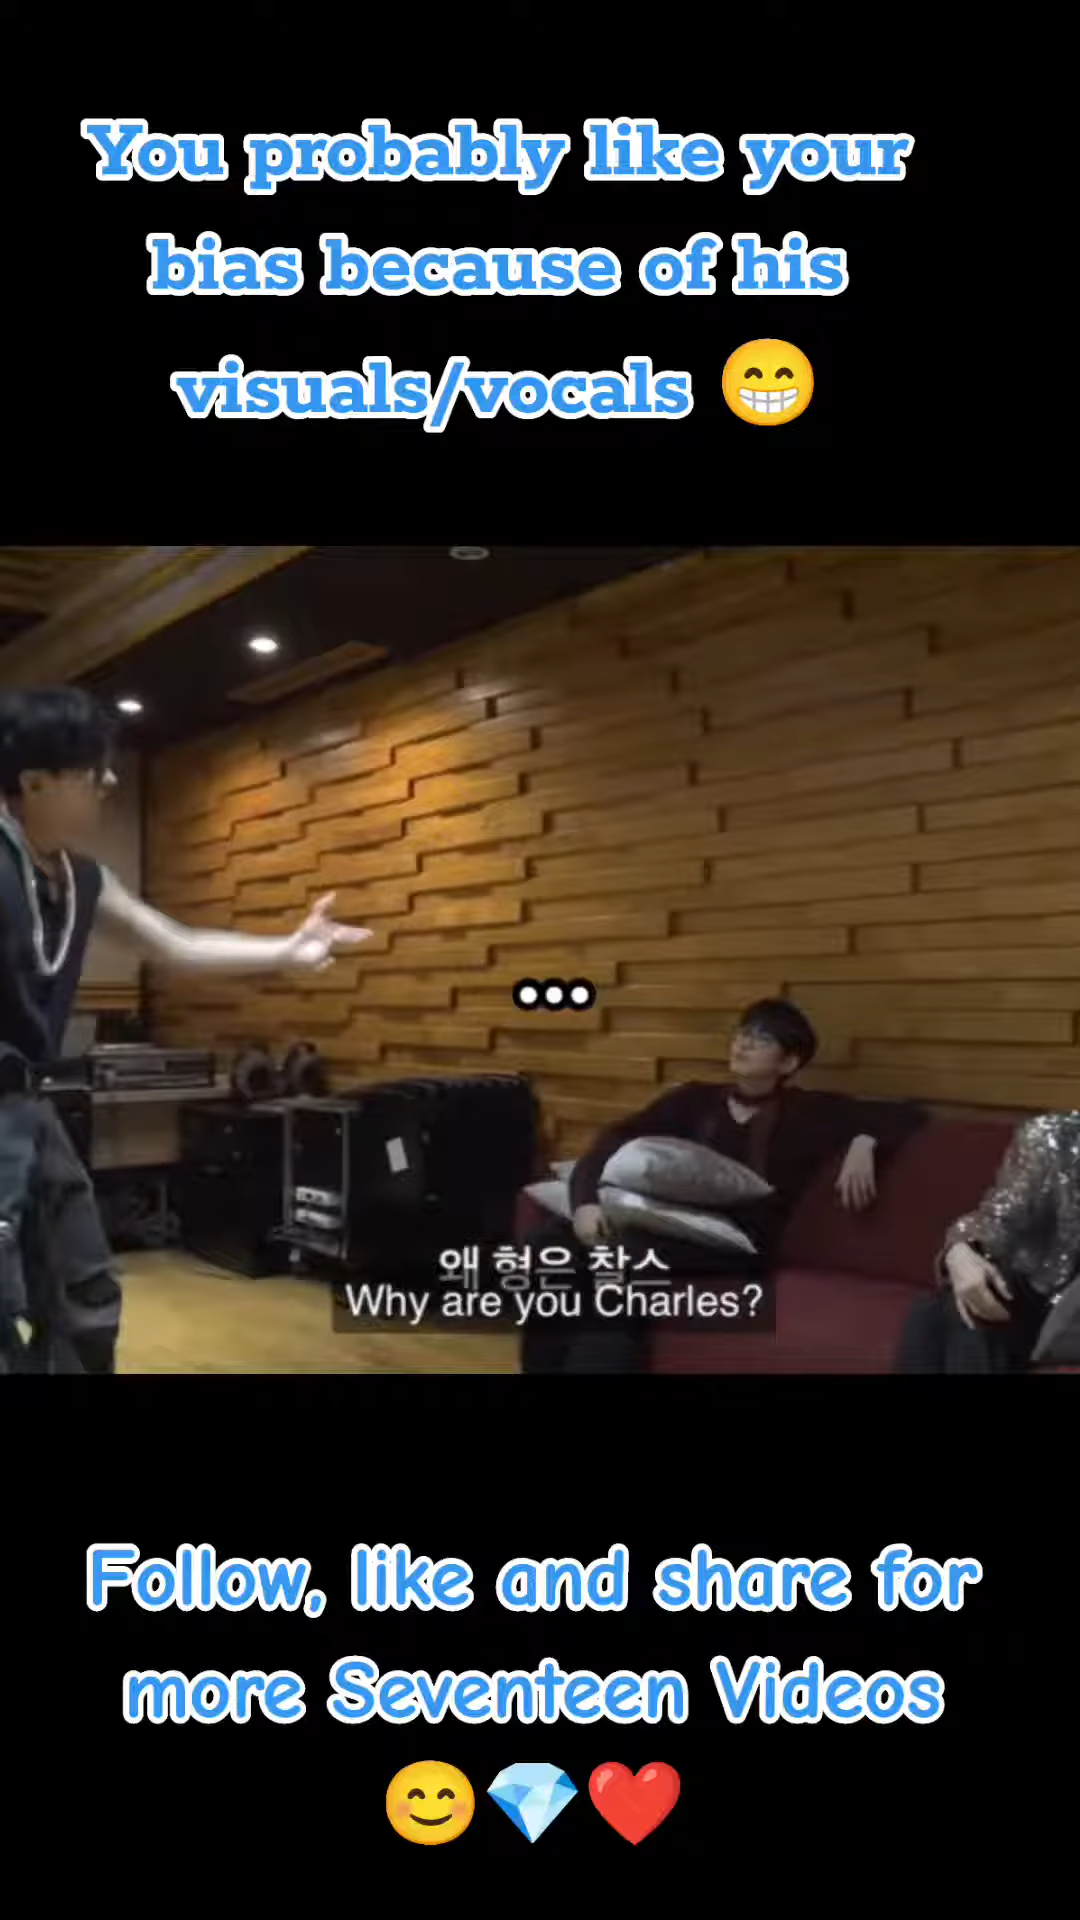 You probably like your
bias because of his
visuals/vocals 😁
왜 형은 찰스
Why are you Charles?
Follow, like and share for
more Seventeen Videos
😊💎❤️